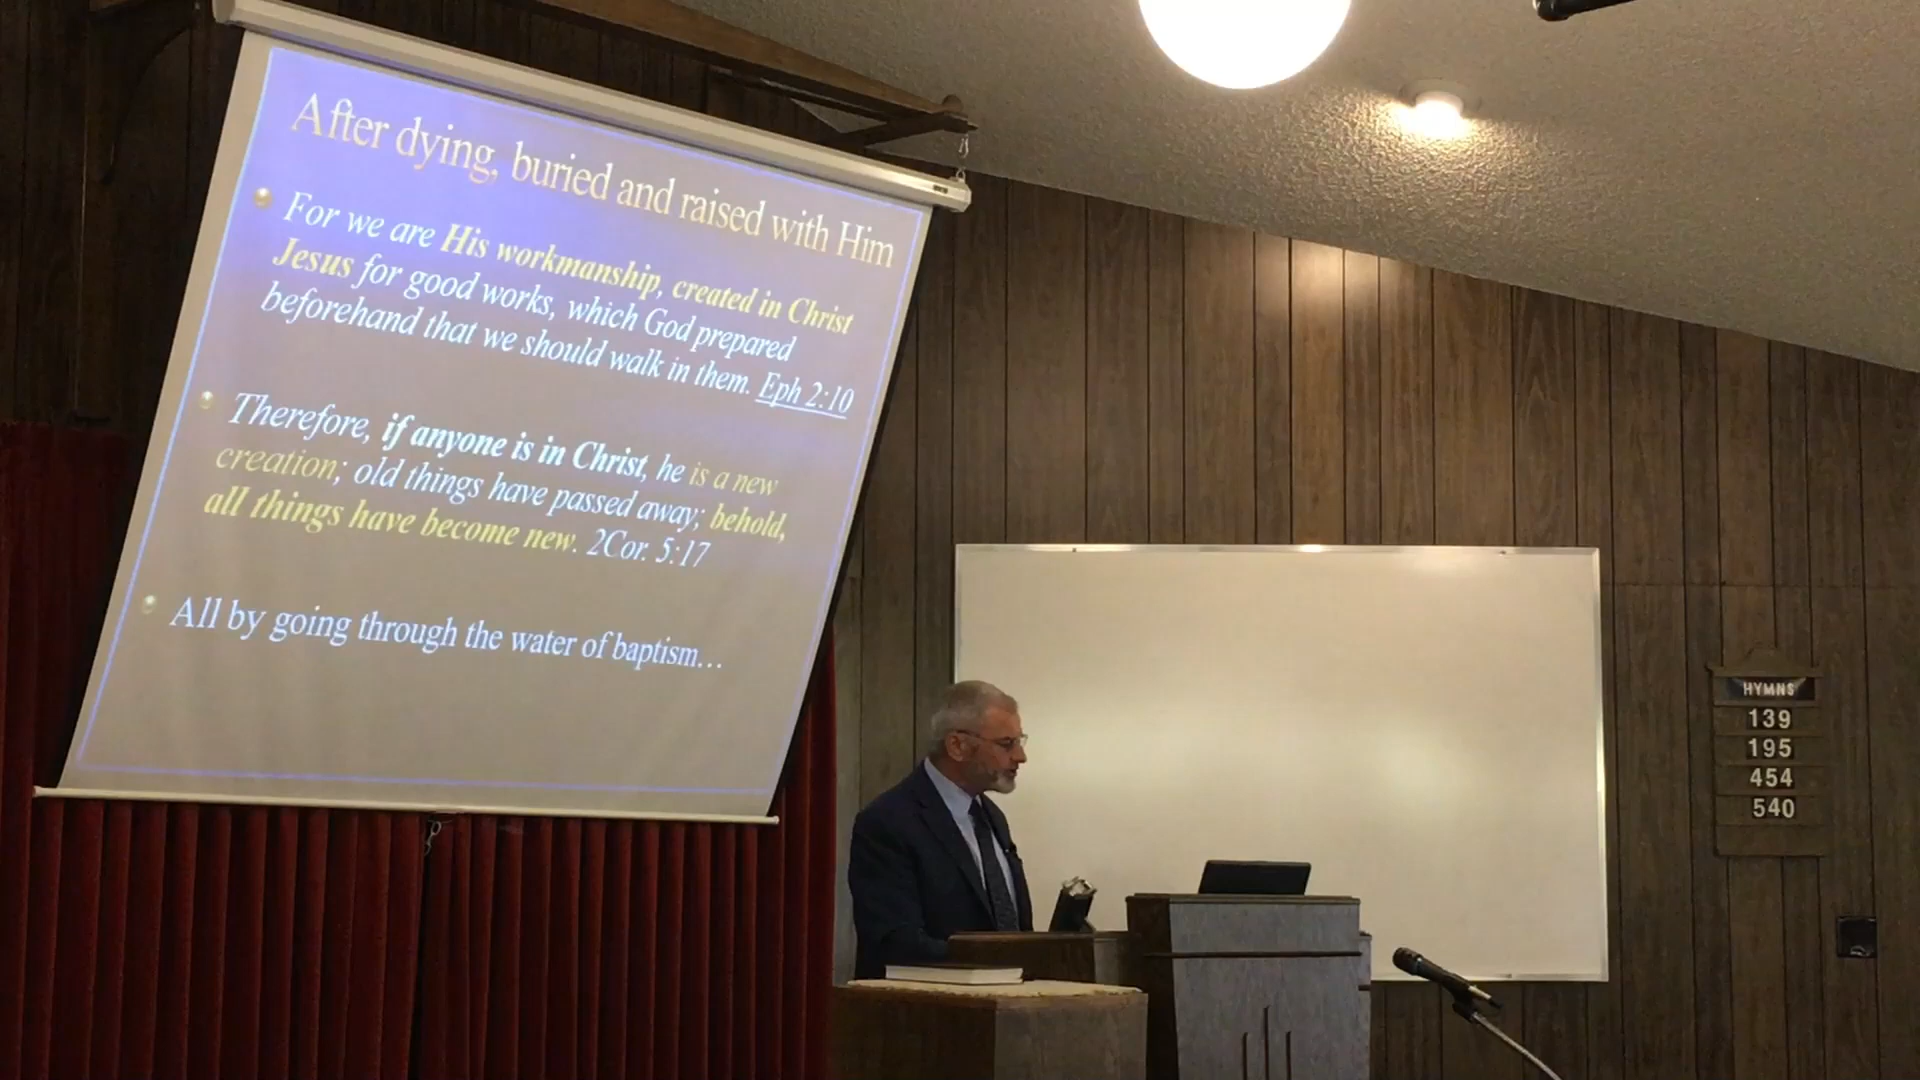 After dying, buried and raised with Him
For we are His workmanship, created in Christ
Jesus for good works, which God prepared
beforehand that we should walk in them. Eph 2:10
Therefore, if anyone is in Christ, he is a new
creation; old things have passed away; behold,
all things have become new. 2Cor. 5:17
All by going through the water of baptism...
HYMNS
139
195
454
540